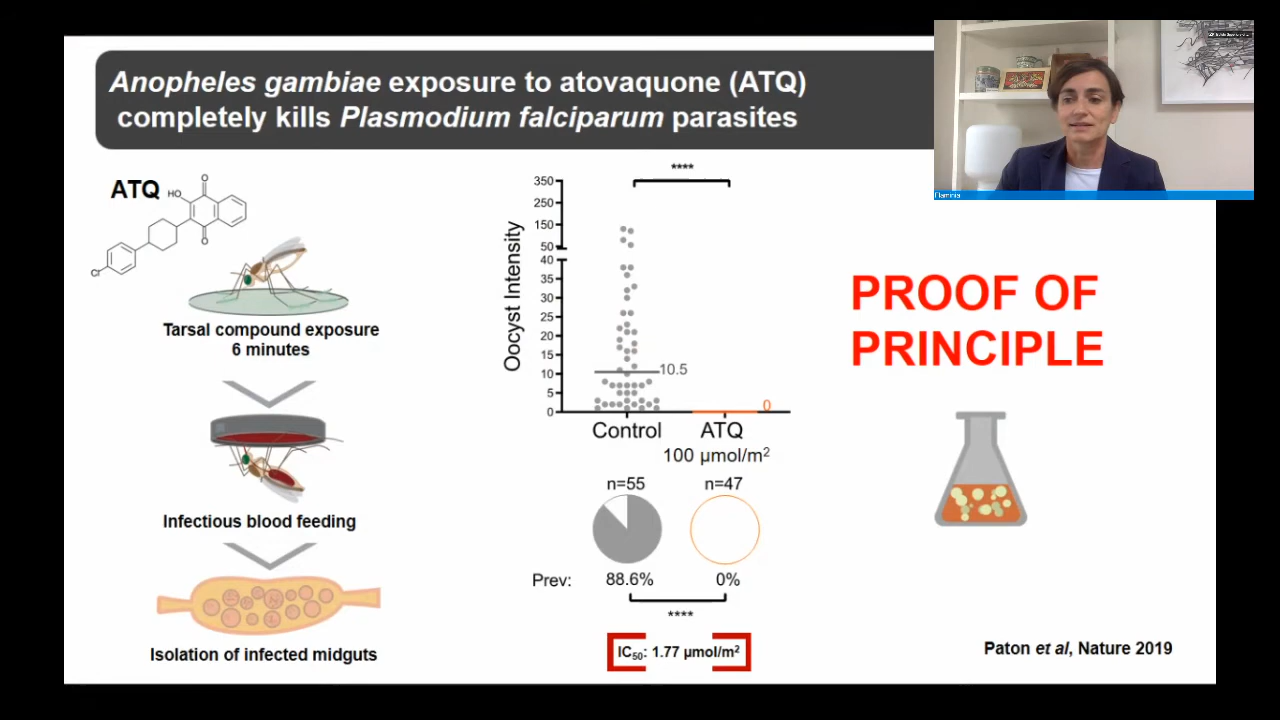 Anopheles gambiae exposure to atovaquone (ATQ)
completely kills Plasmodium falciparum parasites
Flaminia
ATQ
HO
O
O
Cl
Tarsal compound exposure
6 minutes
Infectious blood feeding
Isolation of infected midguts
****
Oocyst Intensity
350
250
150
50
40
35
30
25
20
15
10
5
0
10.5
0
Control
ATQ
100 µmol/m²
n=55
n=47
Prev:
88.6%
0%
****
IC50: 1.77 µmol/m²
PROOF OF
PRINCIPLE
Paton et al, Nature 2019